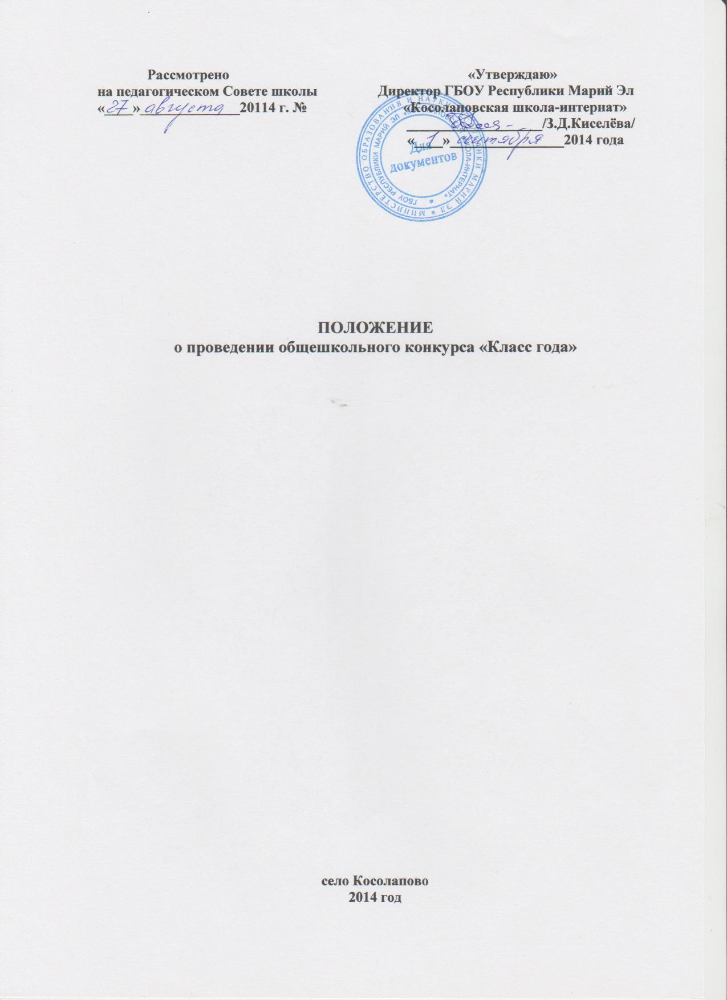 Рассмотрено
на педагогическом Совете школы
«27» августа 20114 г. №
«Утверждаю»
Директор ГБОУ Республики Марий Эл
«Косолаповская школа-интернат»
/З.Д.Киселёва/
«1» сентября 2014 года
МИНИСТЕРСТВО ОБРАЗОВАНИЯ И НАУКИ РЕСПУБЛИКИ МАРИЙ ЭЛ
ГБОУ РЕСПУБЛИКИ МАРИЙ ЭЛ «КОСОЛАПОВСКАЯ ШКОЛА-ИНТЕРНАТ»
Для
документов
ПОЛОЖЕНИЕ
о проведении общешкольного конкурса «Класс года»
село Косолапово
2014 год